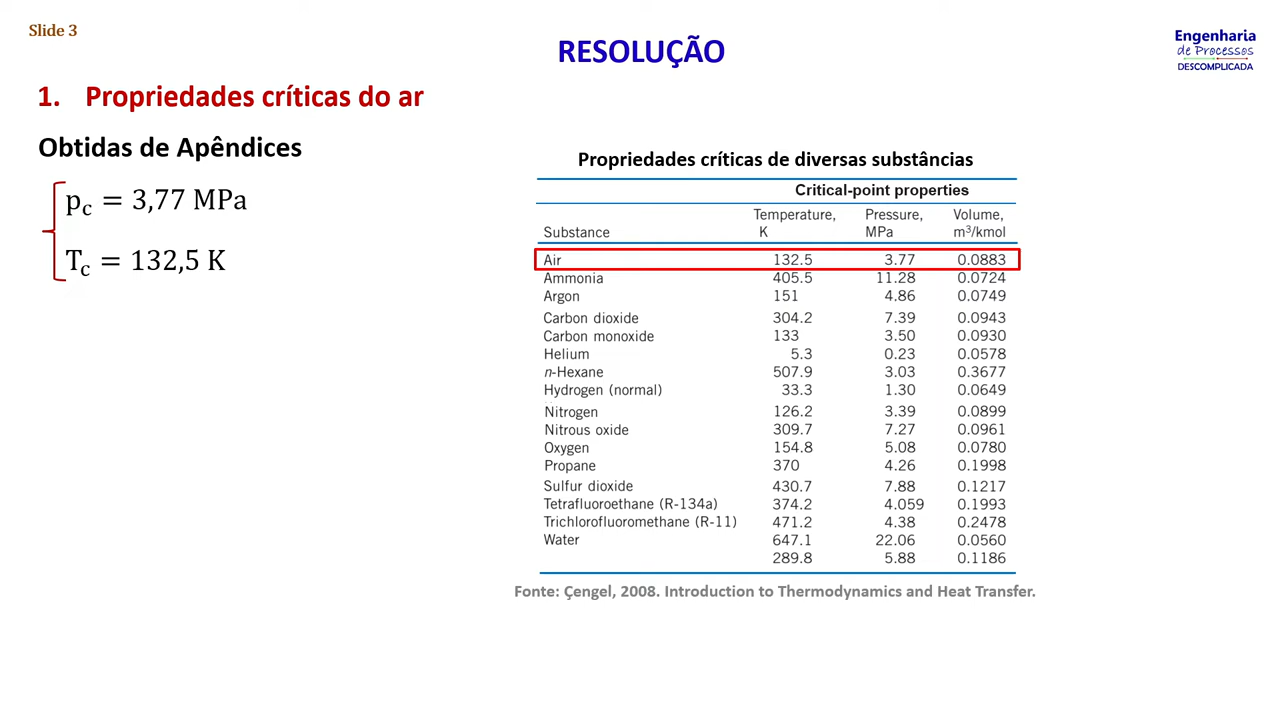 Slide 3
RESOLUÇÃO
Engenharia
de Processos
DESCOMPLICADA
1. Propriedades críticas do ar
Obtidas de Apêndices
p_c = 3,77 MPa
T_c = 132,5 K
Propriedades críticas de diversas substâncias
Critical-point properties
Temperature, Pressure, Volume,
Substance K MPa m³/kmol
Air 132.5 3.77 0.0883
Ammonia 405.5 11.28 0.0724
Argon 151 4.86 0.0749
Carbon dioxide 304.2 7.39 0.0943
Carbon monoxide 133 3.50 0.0930
Helium 5.3 0.23 0.0578
n-Hexane 507.9 3.03 0.3677
Hydrogen (normal) 33.3 1.30 0.0649
Nitrogen 126.2 3.39 0.0899
Nitrous oxide 309.7 7.27 0.0961
Oxygen 154.8 5.08 0.0780
Propane 370 4.26 0.1998
Sulfur dioxide 430.7 7.88 0.1217
Tetrafluoroethane (R-134a) 374.2 4.059 0.1993
Trichlorofluoromethane (R-11) 471.2 4.38 0.2478
Water 647.1 22.06 0.0560
289.8 5.88 0.1186
Fonte: Çengel, 2008. Introduction to Thermodynamics and Heat Transfer.